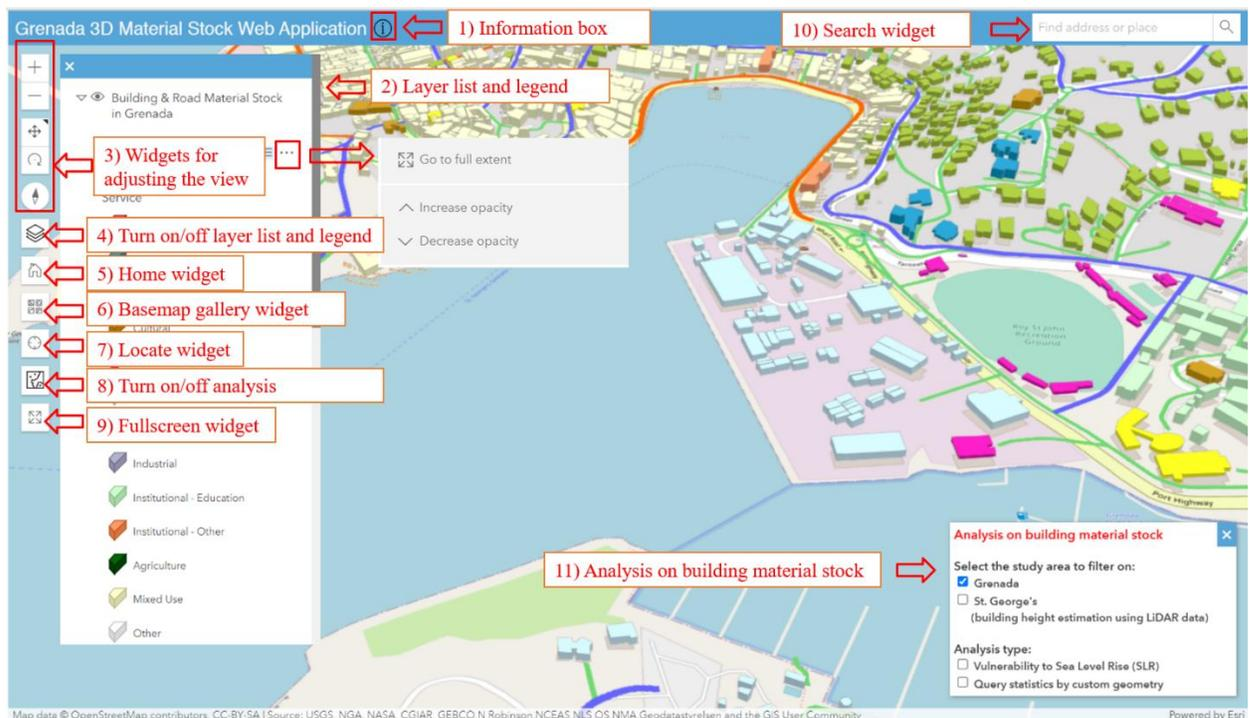 Grenada 3D Material Stock Web Application
1) Information box
10) Search widget
Find address or place
2) Layer list and legend
Building & Road Material Stock
in Grenada
3) Widgets for
adjusting the view
Go to full extent
Service
Increase opacity
4) Turn on/off layer list and legend
Decrease opacity
5) Home widget
6) Basemap gallery widget
Cultural
7) Locate widget
8) Turn on/off analysis
9) Fullscreen widget
Roy St John
Recreation
Ground
Industrial
Institutional - Education
Port Highway
Institutional - Other
Agriculture
Mixed Use
Other
11) Analysis on building material stock
Analysis on building material stock
Select the study area to filter on:
Grenada
St. George's
(building height estimation using LiDAR data)
Analysis type:
Vulnerability to Sea Level Rise (SLR)
Query statistics by custom geometry
Map data © OpenStreetMap contributors, CC-BY-SA | Source: USGS, NGA, NASA, CGIAR, GEBCO,N Robinson,NCEAS,NLS,OS,NMA,Geodatastyrelsen and the GIS User Community
Powered by Esri